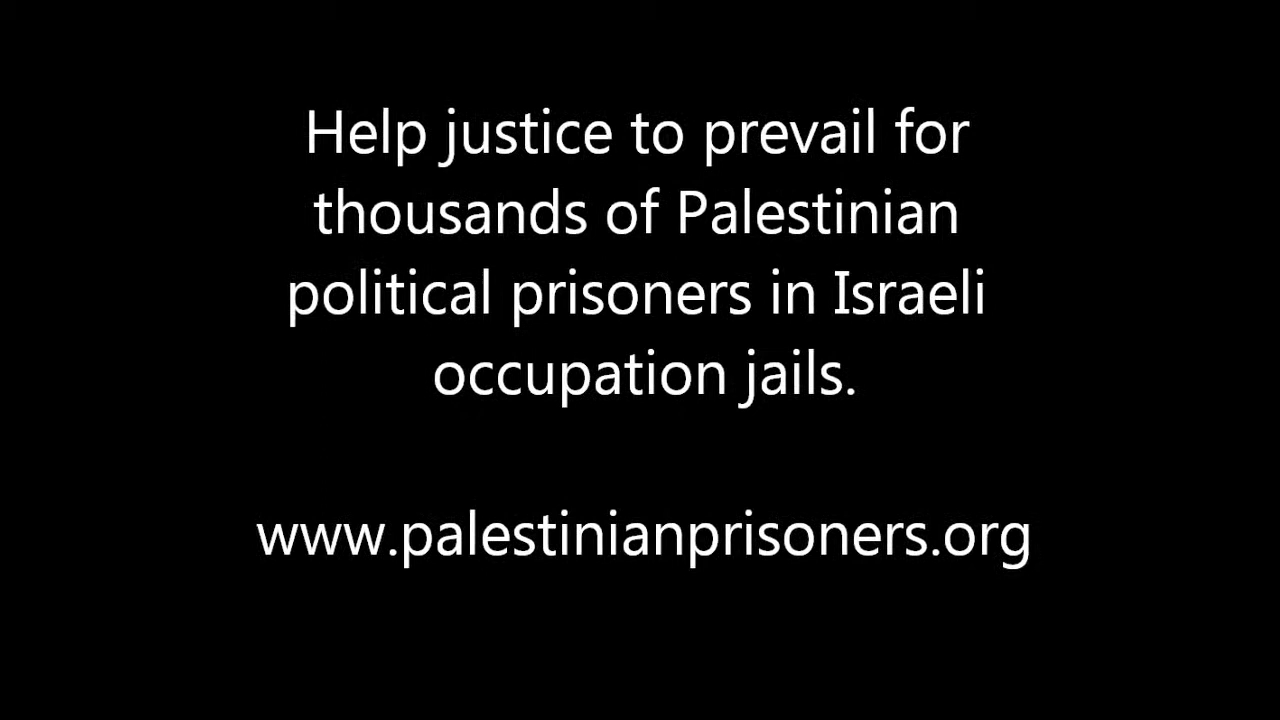 Help justice to prevail for
thousands of Palestinian
political prisoners in Israeli
occupation jails.
www.palestinianprisoners.org